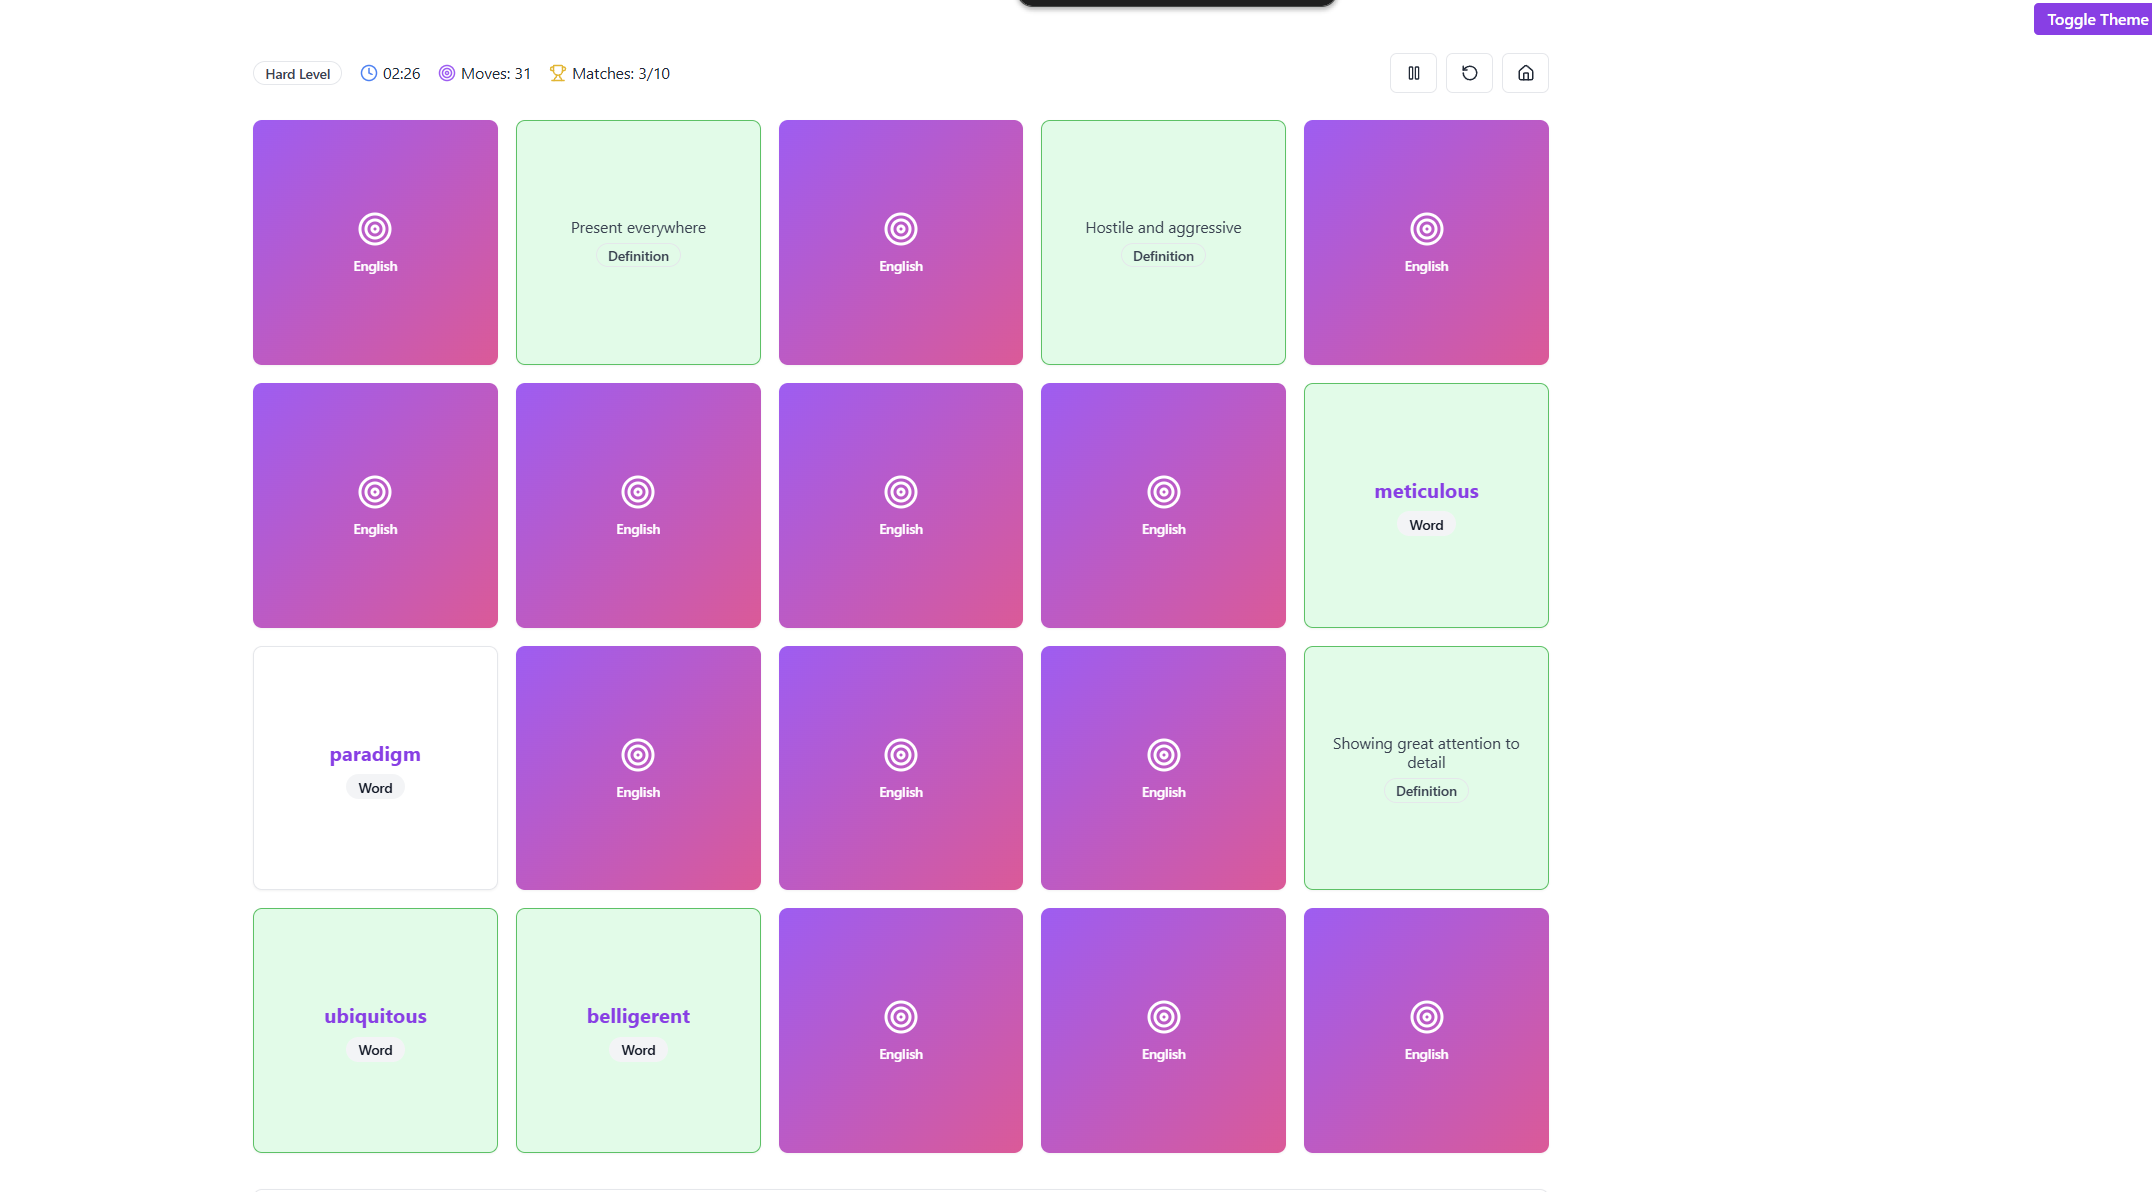 Toggle Theme
Hard Level
02:26
Moves: 31
Matches: 3/10
English
Present everywhere
Definition
English
Hostile and aggressive
Definition
English
English
English
English
English
meticulous
Word
paradigm
Word
English
English
English
Showing great attention to
detail
Definition
ubiquitous
Word
belligerent
Word
English
English
English